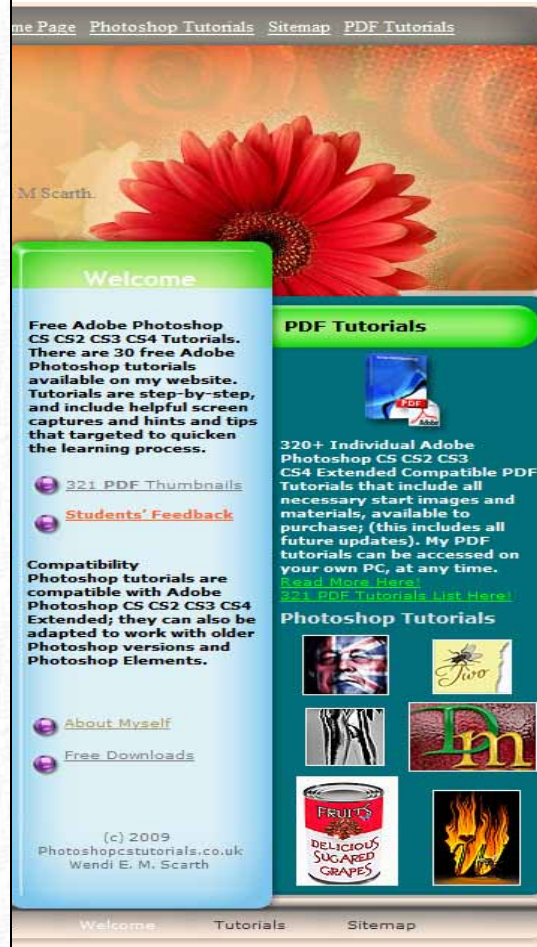 me Page Photoshop Tutorials Sitemap PDF Tutorials
M Scarth.
Welcome
Free Adobe Photoshop
CS CS2 CS3 CS4 Tutorials.
There are 30 free Adobe
Photoshop tutorials
available on my website.
Tutorials are step-by-step,
and include helpful screen
captures and hints and tips
that targeted to quicken
the learning process.
321 PDF Thumbnails
Students' Feedback
Compatibility
Photoshop tutorials are
compatible with Adobe
Photoshop CS CS2 CS3 CS4
Extended; they can also be
adapted to work with older
Photoshop versions and
Photoshop Elements.
About Myself
Free Downloads
(c) 2009
Photoshopcstutorials.co.uk
Wendi E. M. Scarth
PDF Tutorials
PDF
Adobe
320+ Individual Adobe
Photoshop CS CS2 CS3
CS4 Extended Compatible PDF
Tutorials that include all
necessary start images and
materials, available to
purchase; (this includes all
future updates). My PDF
tutorials can be accessed on
your own PC, at any time.
Read More Here!
321 PDF Tutorials List Here!
Photoshop Tutorials
Two
Dm
FRUITS
DELICIOUS
SUGARED
GRAPES
Welcome Tutorials Sitemap